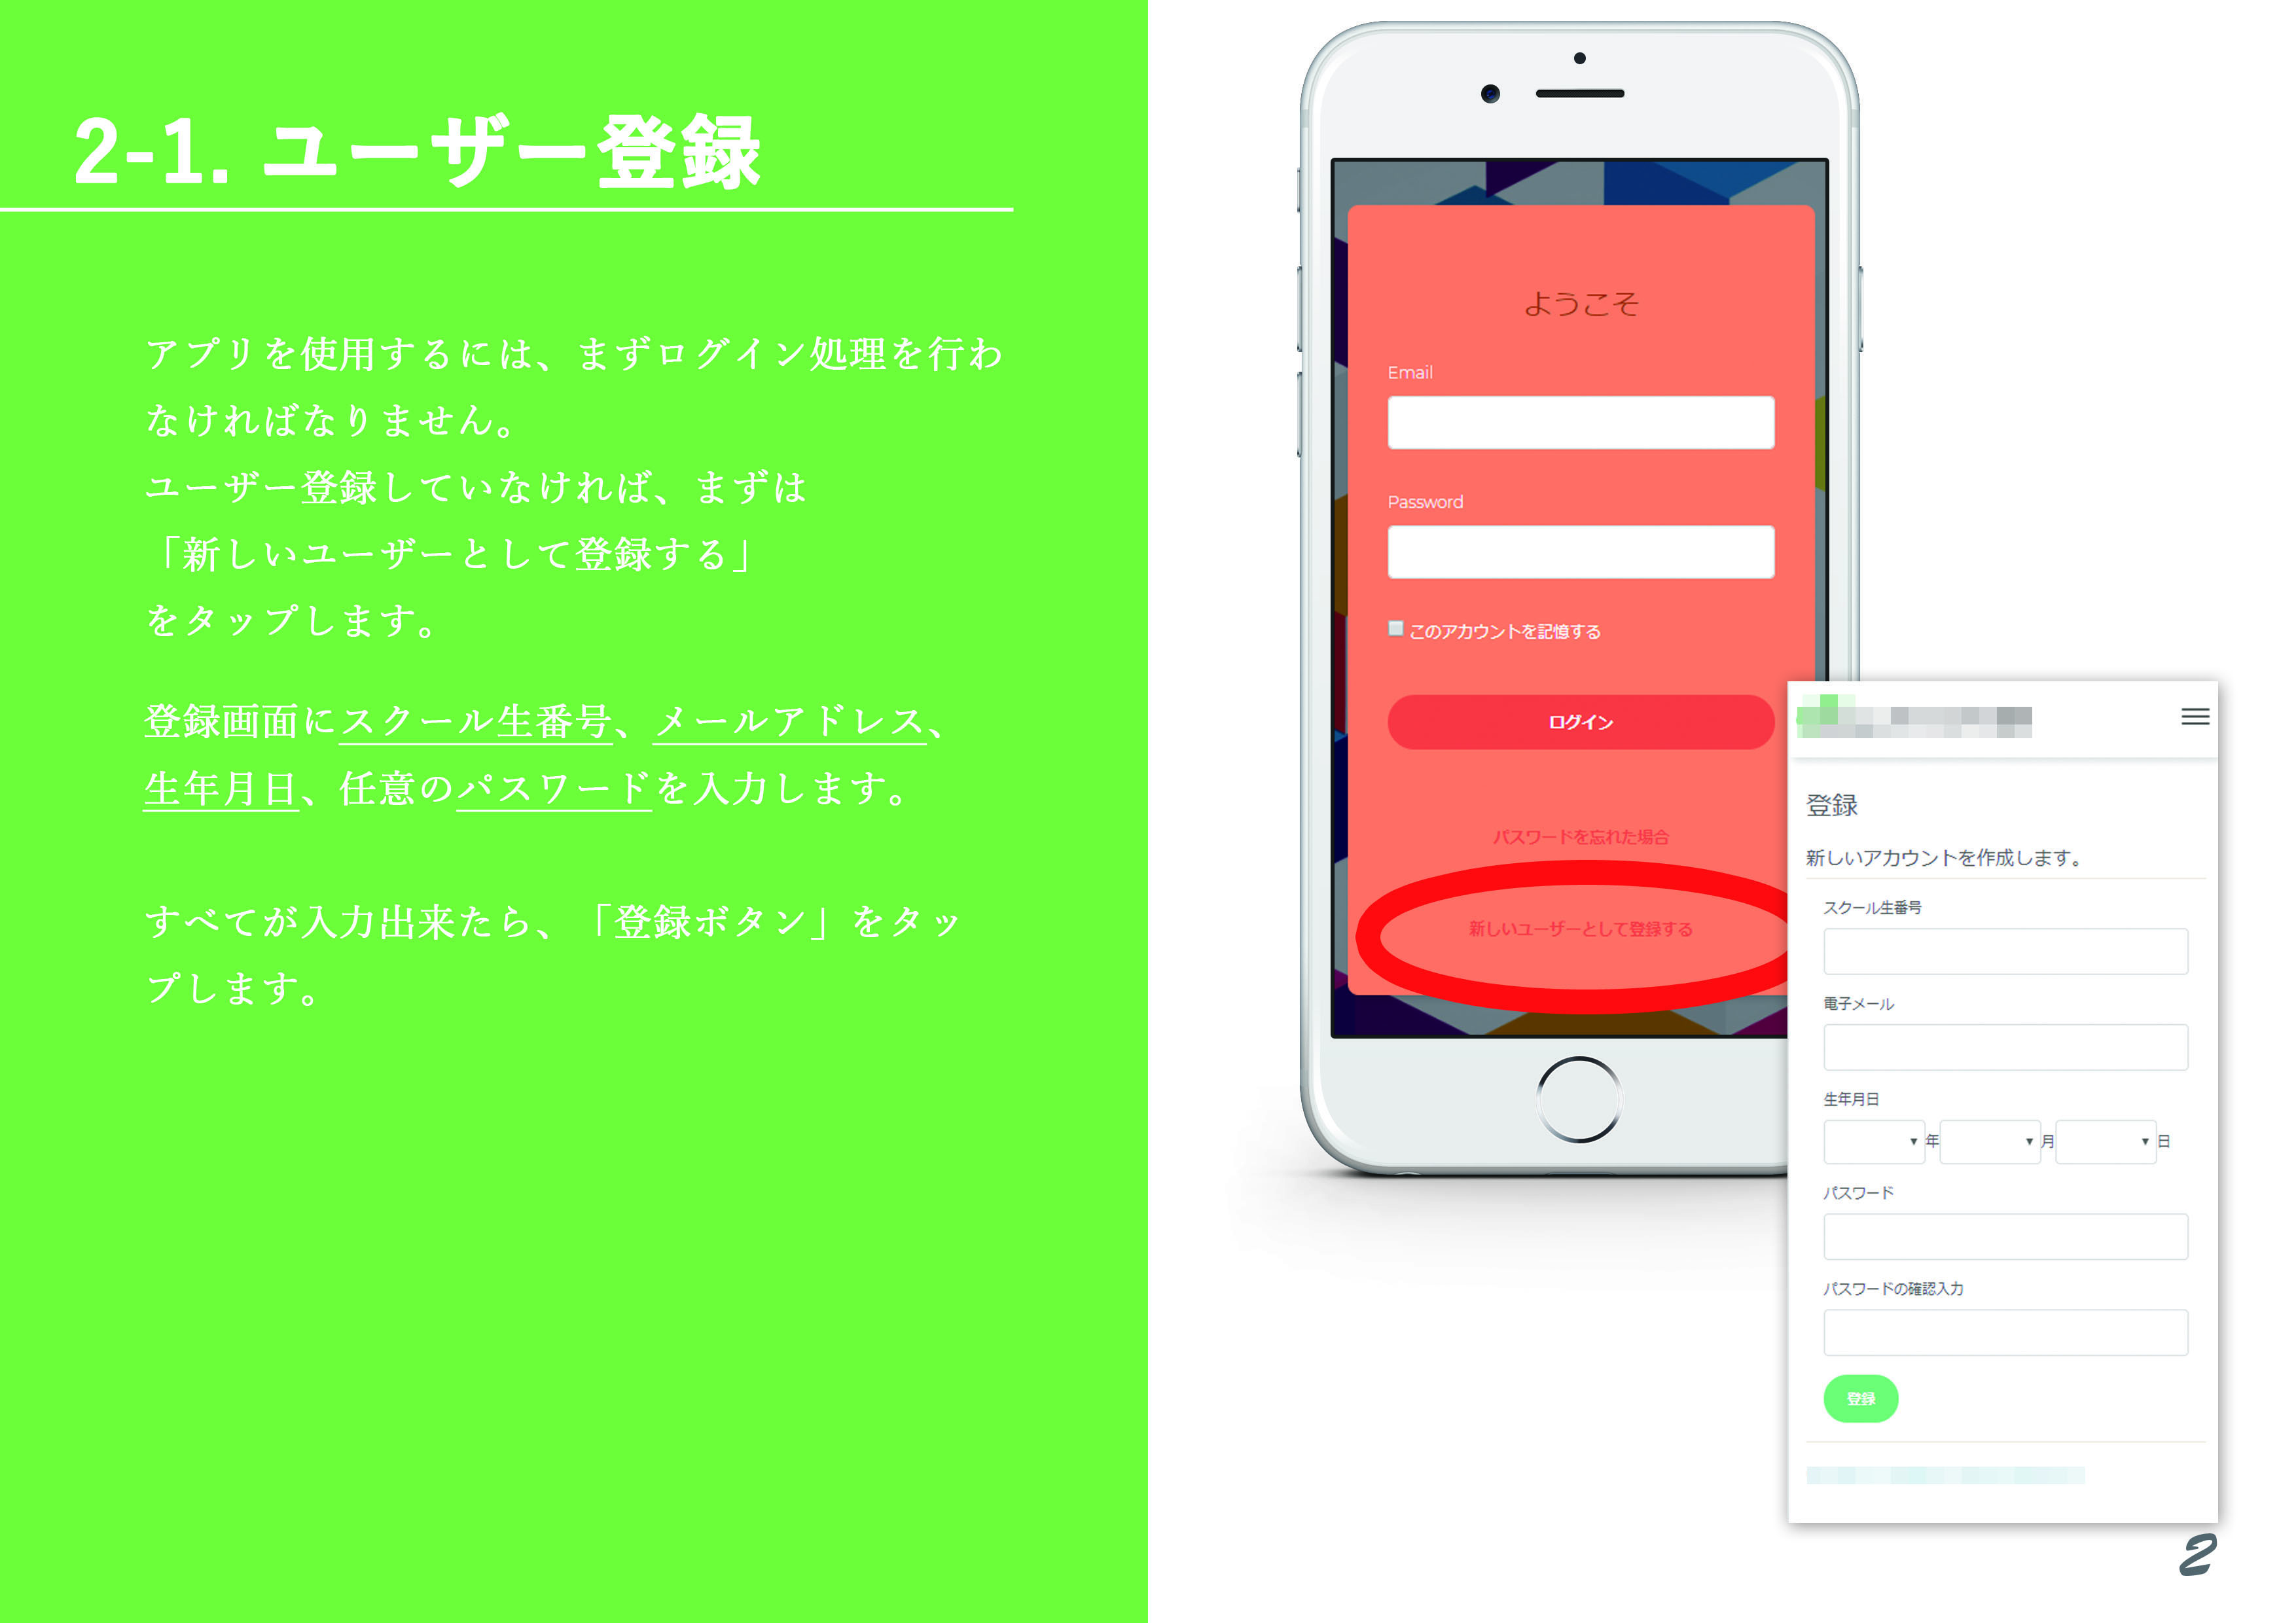 2-1. ユーザー登録
アプリを使用するには、まずログイン処理を行わ
なければなりません。
ユーザー登録していなければ、まずは
「新しいユーザーとして登録する」
をタップします。
登録画面にスクール生番号、メールアドレス、
生年月日、任意のパスワードを入力します。
すべてが入力出来たら、「登録ボタン」をタッ
プします。
ようこそ
Email
Password
このアカウントを記憶する
ログイン
パスワードを忘れた場合
新しいユーザーとして登録する
登録
新しいアカウントを作成します。
スクール生番号
電子メール
生年月日
年 月 日
パスワード
パスワードの確認入力
登録
2